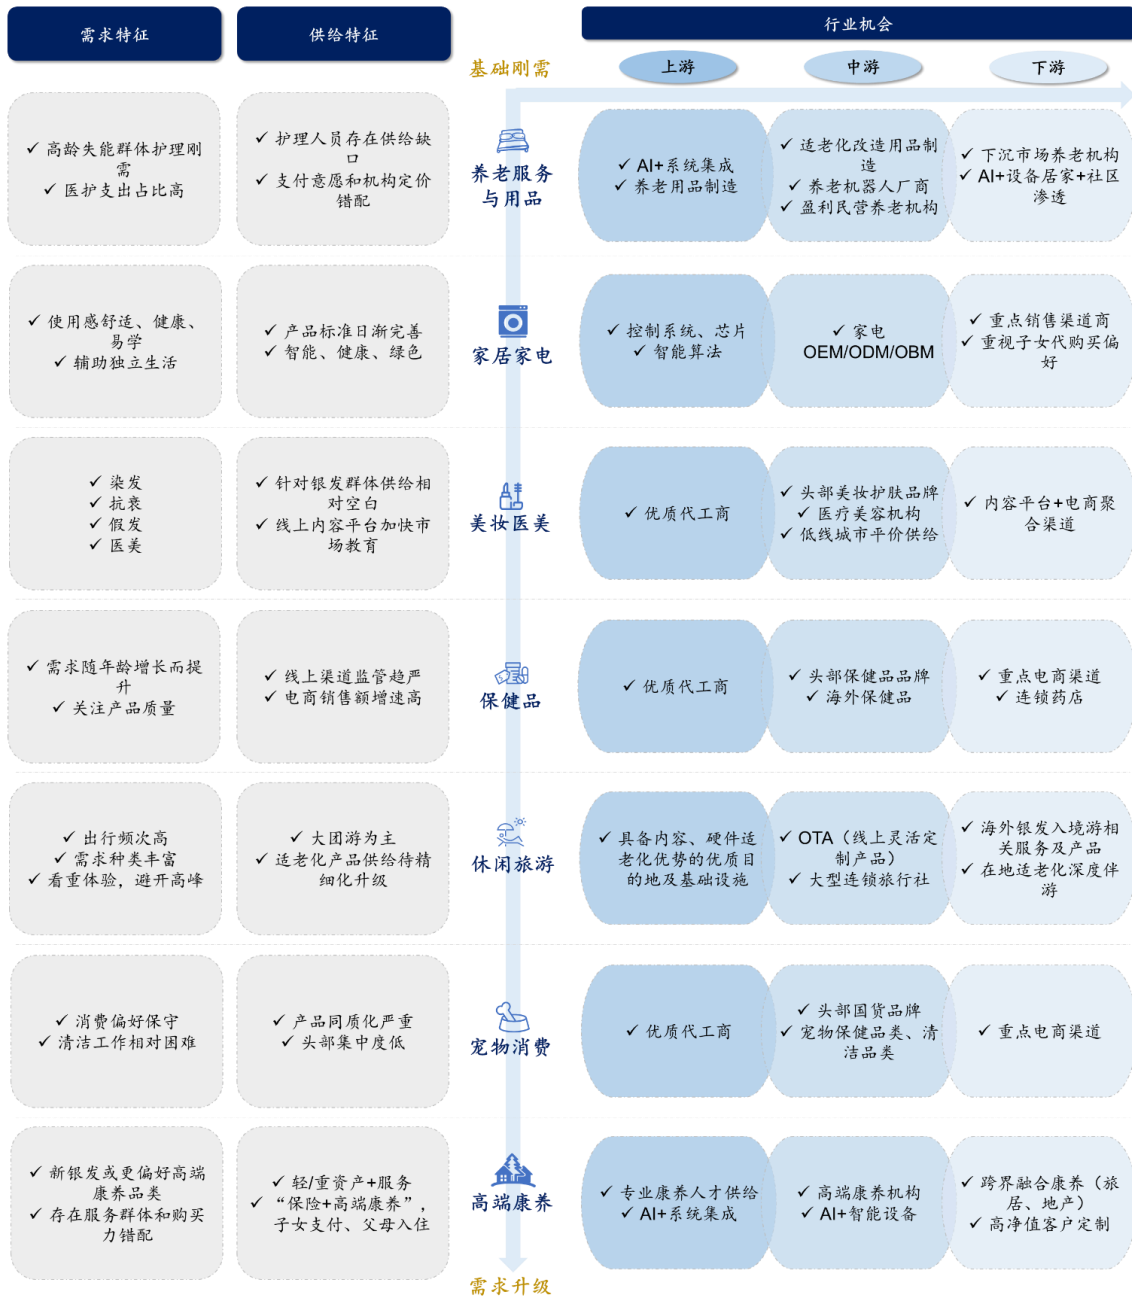 需求特征
供给特征
行业机会
基础刚需
上游
中游
下游
✓ 高龄失能群体护理刚
需
✓ 医护支出占比高
✓ 护理人员存在供给缺
口
✓ 支付意愿和机构定价
错配
养老服务
与用品
✓ AI+系统集成
✓ 养老用品制造
✓ 适老化改造用品制
造
✓ 养老机器人厂商
✓ 盈利民营养老机构
✓ 下沉市场养老机构
✓ AI+设备居家+社区
渗透
✓ 使用感舒适、健康、
易学
✓ 辅助独立生活
✓ 产品标准日渐完善
✓ 智能、健康、绿色
家居家电
✓ 控制系统、芯片
✓ 智能算法
✓ 家电
OEM/ODM/OBM
✓ 重点销售渠道商
✓ 重视子女代购买偏
好
✓ 染发
✓ 抗衰
✓ 假发
✓ 医美
✓ 针对银发群体供给相
对空白
✓ 线上内容平台加快市
场教育
美妆医美
✓ 优质代工商
✓ 头部美妆护肤品牌
✓ 医疗美容机构
✓ 低线城市平价供给
✓ 内容平台+电商聚
合渠道
✓ 需求随年龄增长而提
升
✓ 关注产品质量
✓ 线上渠道监管趋严
✓ 电商销售额增速高
保健品
✓ 优质代工商
✓ 头部保健品品牌
✓ 海外保健品
✓ 重点电商渠道
✓ 连锁药店
✓ 出行频次高
✓ 需求种类丰富
✓ 看重体验，避开高峰
✓ 大团游为主
✓ 适老化产品供给待精
细化升级
休闲旅游
✓ 具备内容、硬件适
老化优势的优质目
的地及基础设施
✓ OTA（线上灵活定
制产品）
✓ 大型连锁旅行社
✓ 海外银发入境游相
关服务及产品
✓ 在地适老化深度伴
游
✓ 消费偏好保守
✓ 清洁工作相对困难
✓ 产品同质化严重
✓ 头部集中度低
宠物消费
✓ 优质代工商
✓ 头部国货品牌
✓ 宠物保健品类、清
洁品类
✓ 重点电商渠道
✓ 新银发或更偏好高端
康养品类
✓ 存在服务群体和购买
力错配
✓ 轻/重资产+服务
✓ “保险+高端康养”，
子女支付、父母入住
高端康养
✓ 专业康养人才供给
✓ AI+系统集成
✓ 高端康养机构
✓ AI+智能设备
✓ 跨界融合康养（旅
居、地产）
✓ 高净值客户定制
需求升级